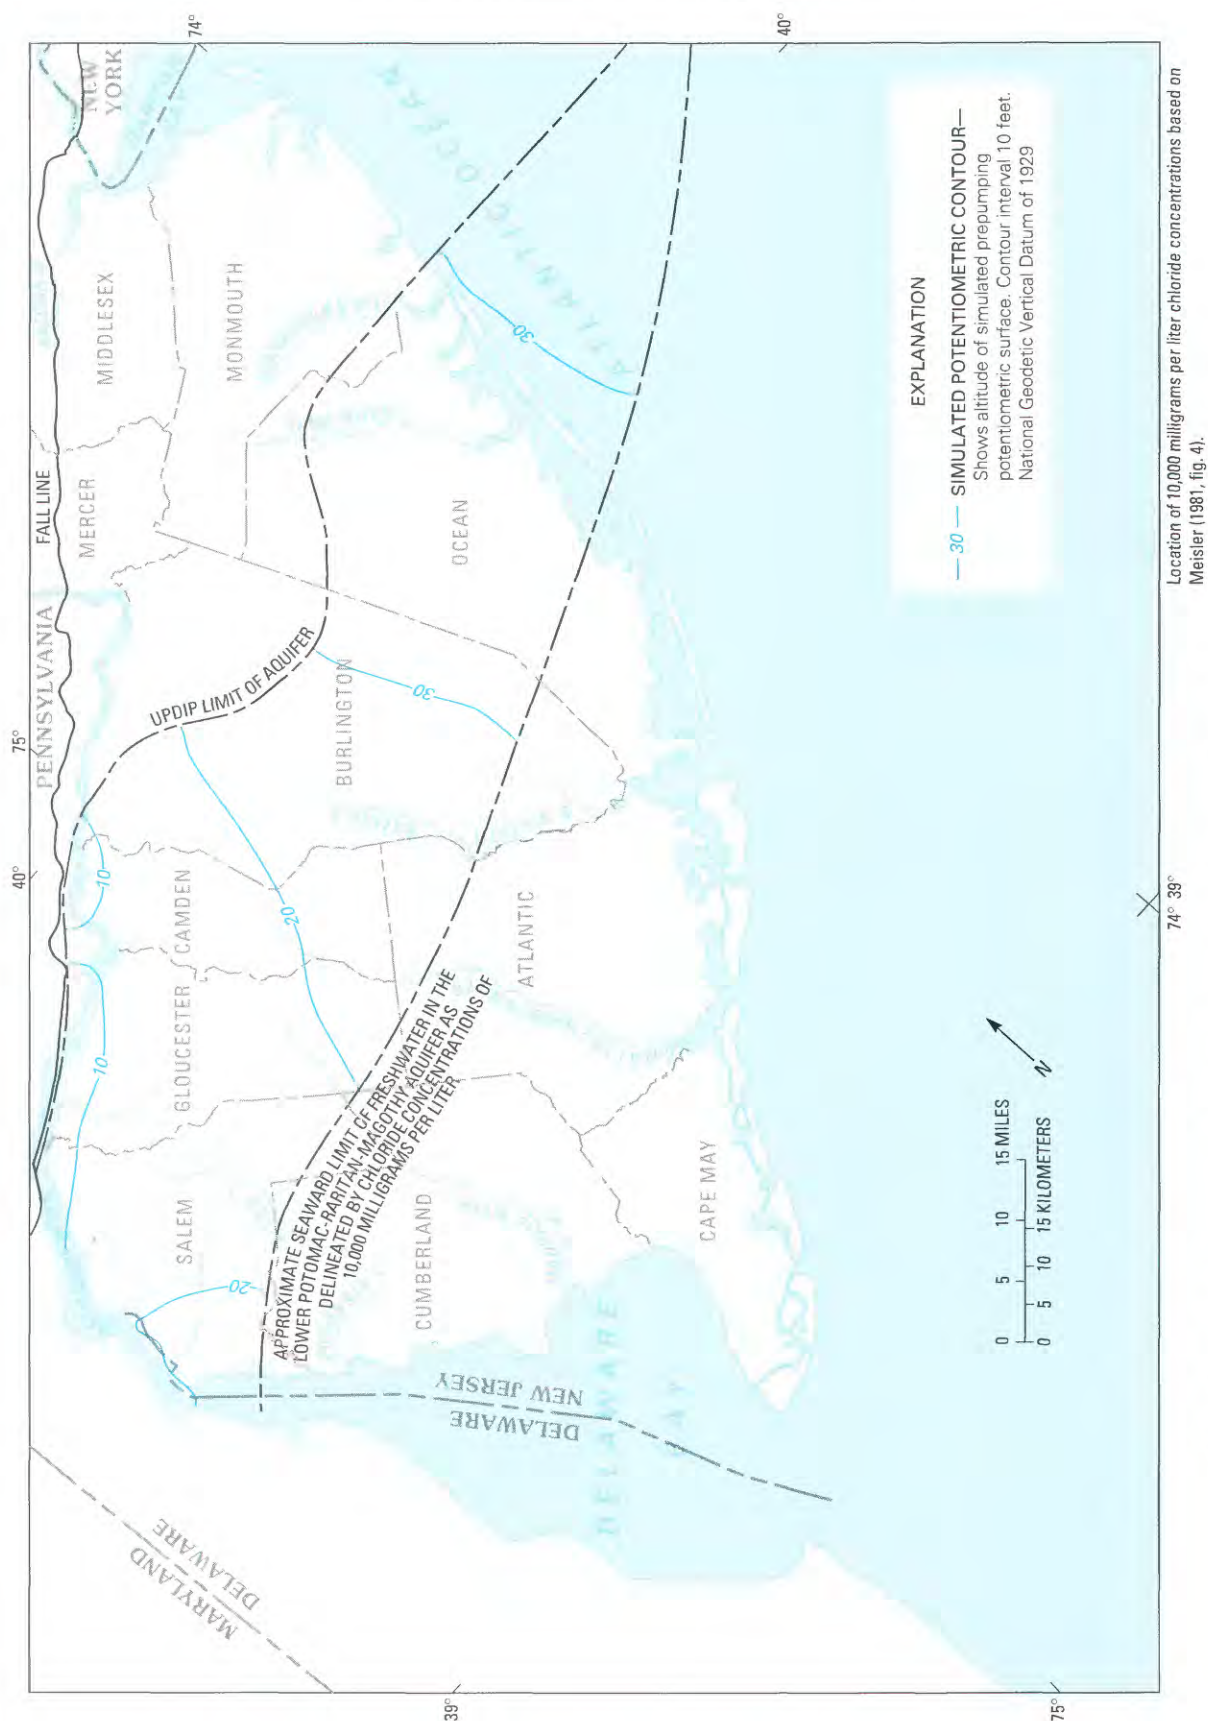 PENNSYLVANIA
FALL LINE
NEW
YORK
MERCER
MIDDLESEX
MONMOUTH
OCEAN
BURLINGTON
CAMDEN
GLOUCESTER
SALEM
ATLANTIC
CUMBERLAND
CAPE MAY
ATLANTIC OCEAN
DELAWARE
BAY
NEW JERSEY
DELAWARE
MARYLAND
DELAWARE
UPDIP LIMIT OF AQUIFER
APPROXIMATE SEAWARD LIMIT OF FRESHWATER IN THE
LOWER POTOMAC-RARITAN-MAGOTHY AQUIFER AS
DELINEATED BY CHLORIDE CONCENTRATIONS OF
10,000 MILLIGRAMS PER LITER
10
10
20
20
30
30
39°
40°
75°
74°
75°
74° 39°
40°
N
0 5 10 15 MILES
0 5 10 15 KILOMETERS
EXPLANATION
— 30 — SIMULATED POTENTIOMETRIC CONTOUR—
Shows altitude of simulated prepumping
potentiometric surface. Contour interval 10 feet.
National Geodetic Vertical Datum of 1929
Location of 10,000 milligrams per liter chloride concentrations based on
Meisler (1981, fig. 4).